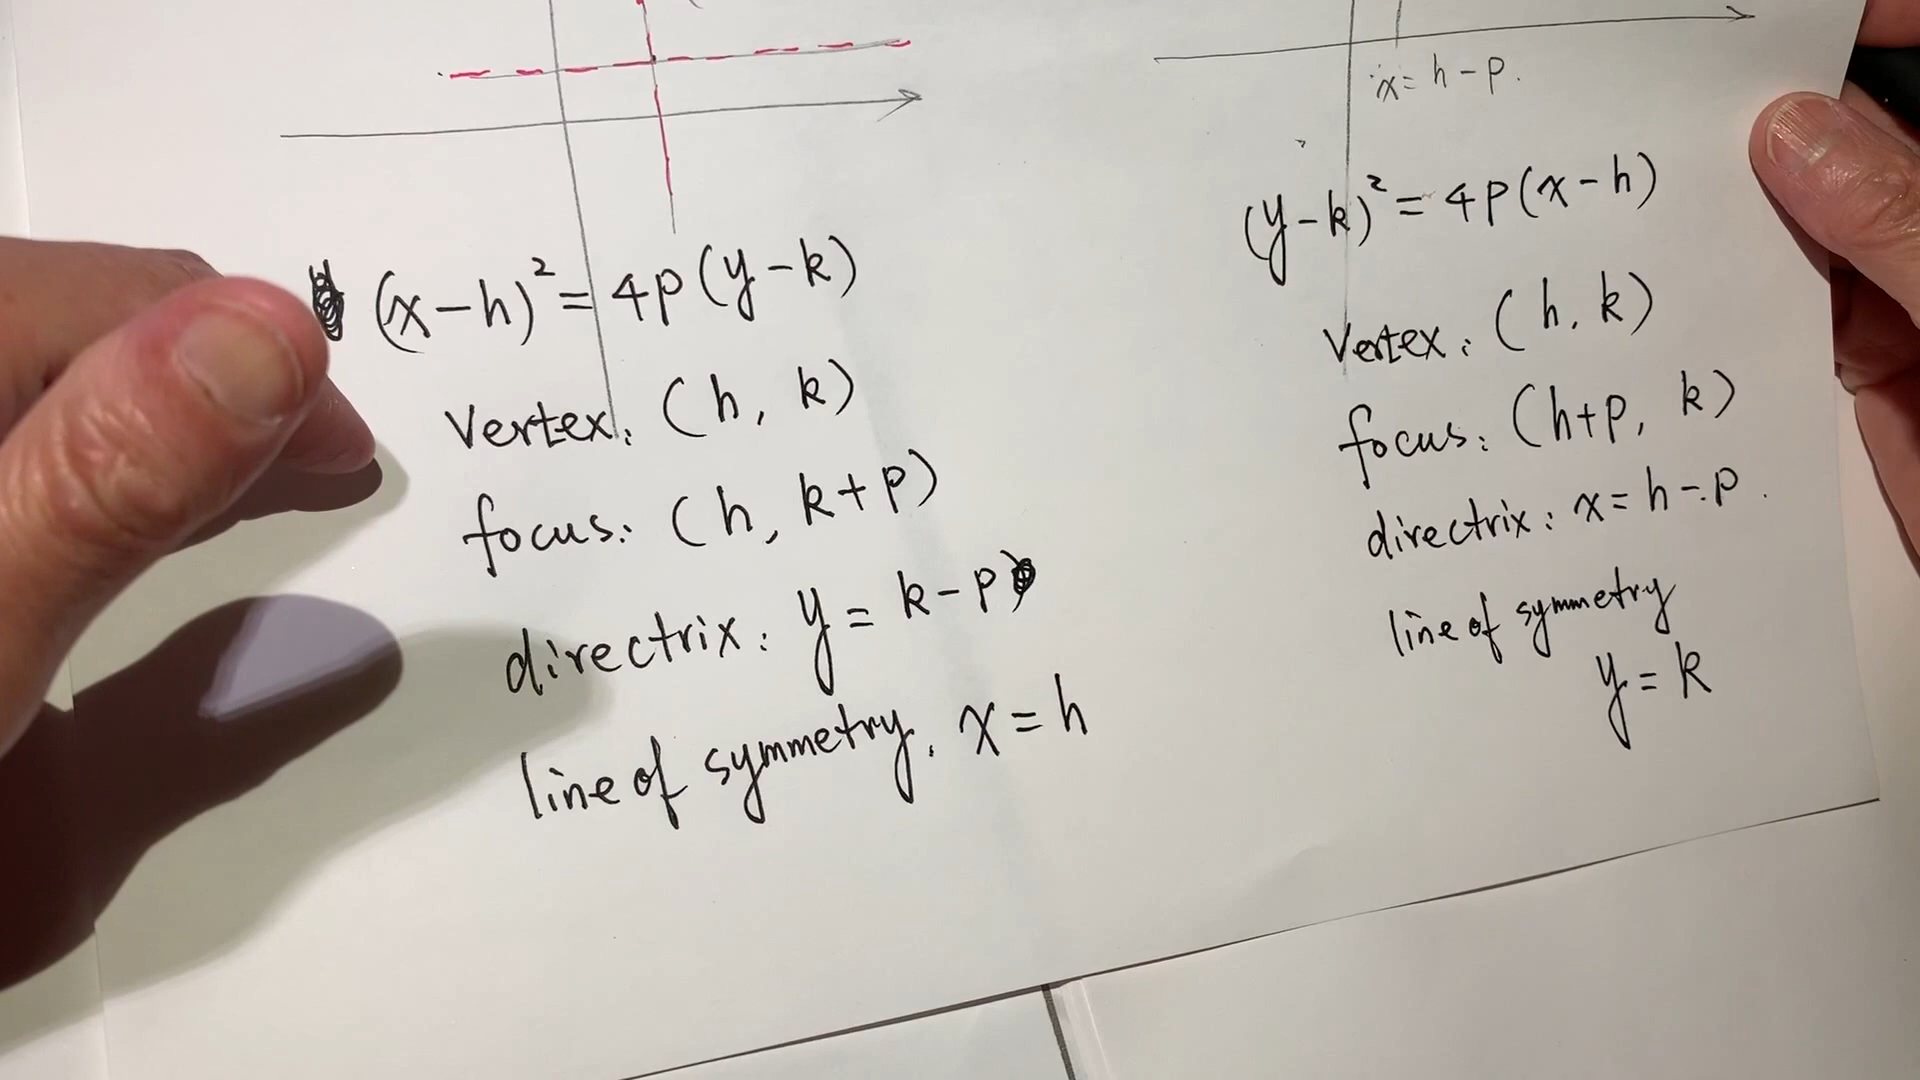 (x-h)² = 4p(y-k)
Vertex: (h, k)
focus: (h, k+p)
directrix: y = k-p
line of symmetry. x = h
x = h-p.
(y-k)² = 4p(x-h)
Vertex: (h, k)
focus: (h+p, k)
directrix: x = h-p.
line of symmetry
y = k